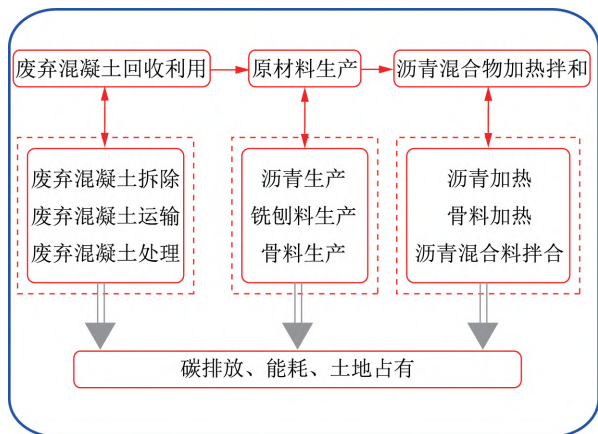 废弃混凝土回收利用
原材料生产
沥青混合物加热拌和
废弃混凝土拆除
废弃混凝土运输
废弃混凝土处理
沥青生产
铣刨料生产
骨料生产
沥青加热
骨料加热
沥青混合料拌合
碳排放、能耗、土地占有